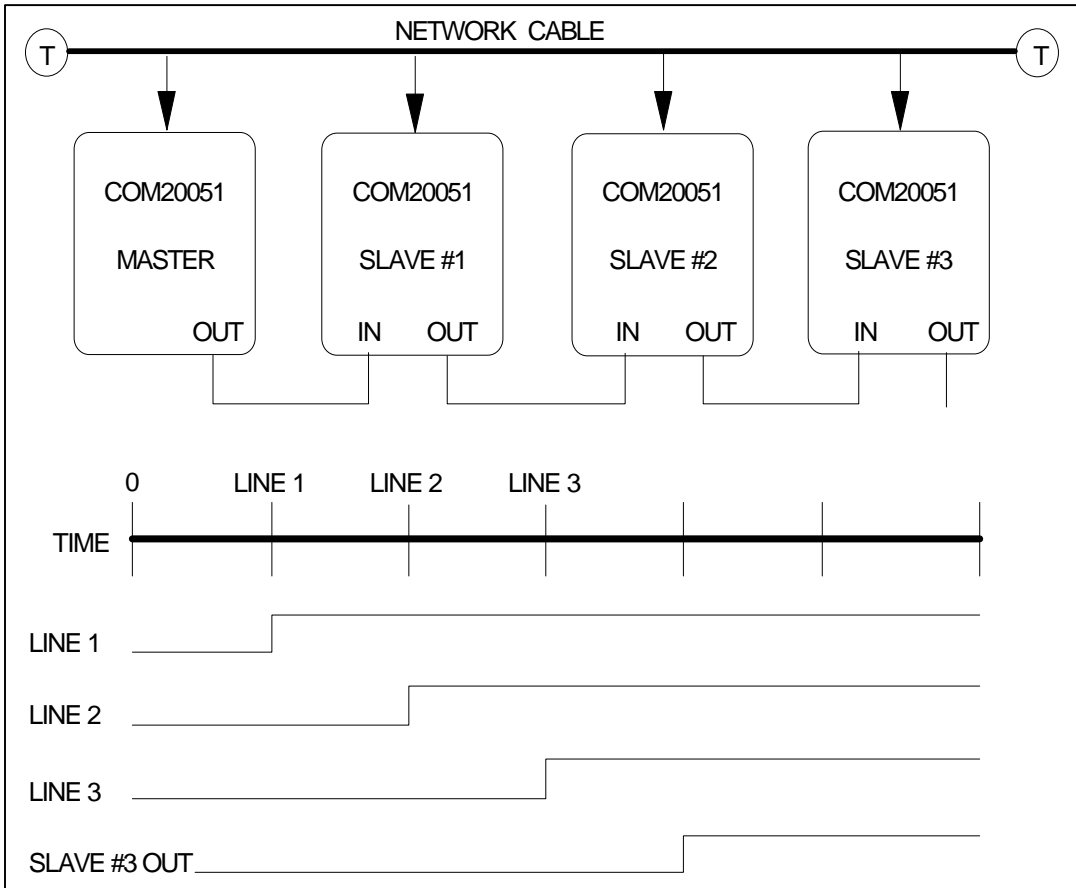 NETWORK CABLE
T T
COM20051 COM20051 COM20051 COM20051
MASTER SLAVE #1 SLAVE #2 SLAVE #3
OUT IN OUT IN OUT IN OUT
0 LINE 1 LINE 2 LINE 3
TIME
LINE 1
LINE 2
LINE 3
SLAVE #3 OUT